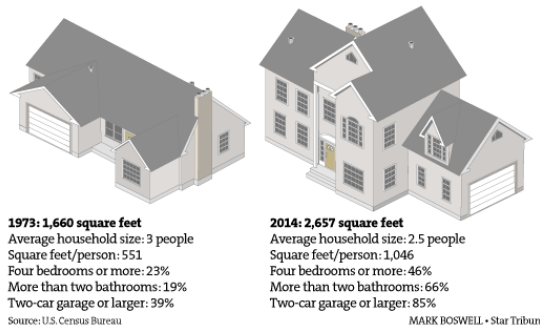 1973: 1,660 square feet
Average household size: 3 people
Square feet/person: 551
Four bedrooms or more: 23%
More than two bathrooms: 19%
Two-car garage or larger: 39%
Source: U.S. Census Bureau
2014: 2,657 square feet
Average household size: 2.5 people
Square feet/person: 1,046
Four bedrooms or more: 46%
More than two bathrooms: 66%
Two-car garage or larger: 85%
MARK BOSWELL • Star Tribun